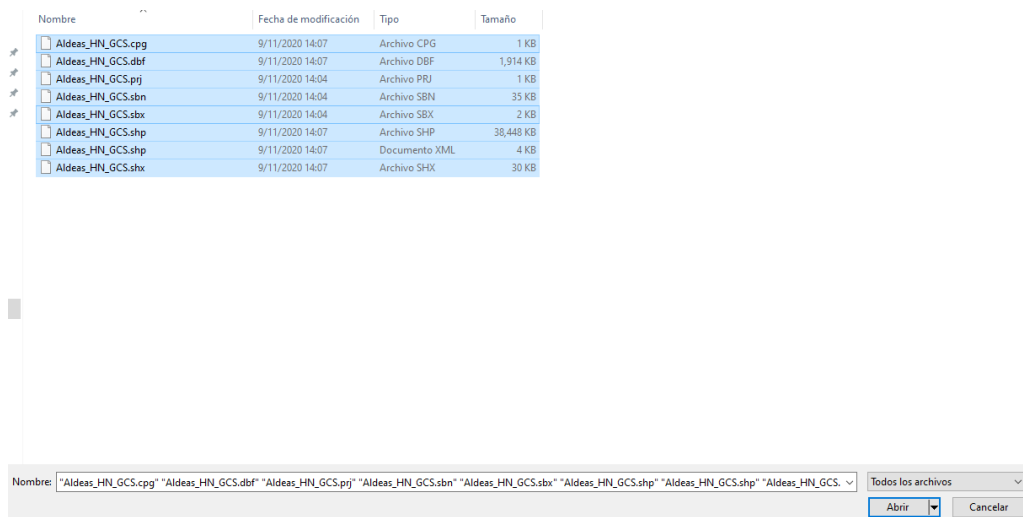 Nombre Fecha de modificación Tipo Tamaño
Aldeas_HN_GCS.cpg 9/11/2020 14:07 Archivo CPG 1 KB
Aldeas_HN_GCS.dbf 9/11/2020 14:07 Archivo DBF 1,914 KB
Aldeas_HN_GCS.prj 9/11/2020 14:04 Archivo PRJ 1 KB
Aldeas_HN_GCS.sbn 9/11/2020 14:04 Archivo SBN 35 KB
Aldeas_HN_GCS.sbx 9/11/2020 14:04 Archivo SBX 2 KB
Aldeas_HN_GCS.shp 9/11/2020 14:07 Archivo SHP 38,448 KB
Aldeas_HN_GCS.shp 9/11/2020 14:07 Documento XML 4 KB
Aldeas_HN_GCS.shx 9/11/2020 14:07 Archivo SHX 30 KB
Nombre: "Aldeas_HN_GCS.cpg" "Aldeas_HN_GCS.dbf" "Aldeas_HN_GCS.prj" "Aldeas_HN_GCS.sbn" "Aldeas_HN_GCS.sbx" "Aldeas_HN_GCS.shp" "Aldeas_HN_GCS.shp" "Aldeas_HN_GCS. Todos los archivos
Abrir Cancelar